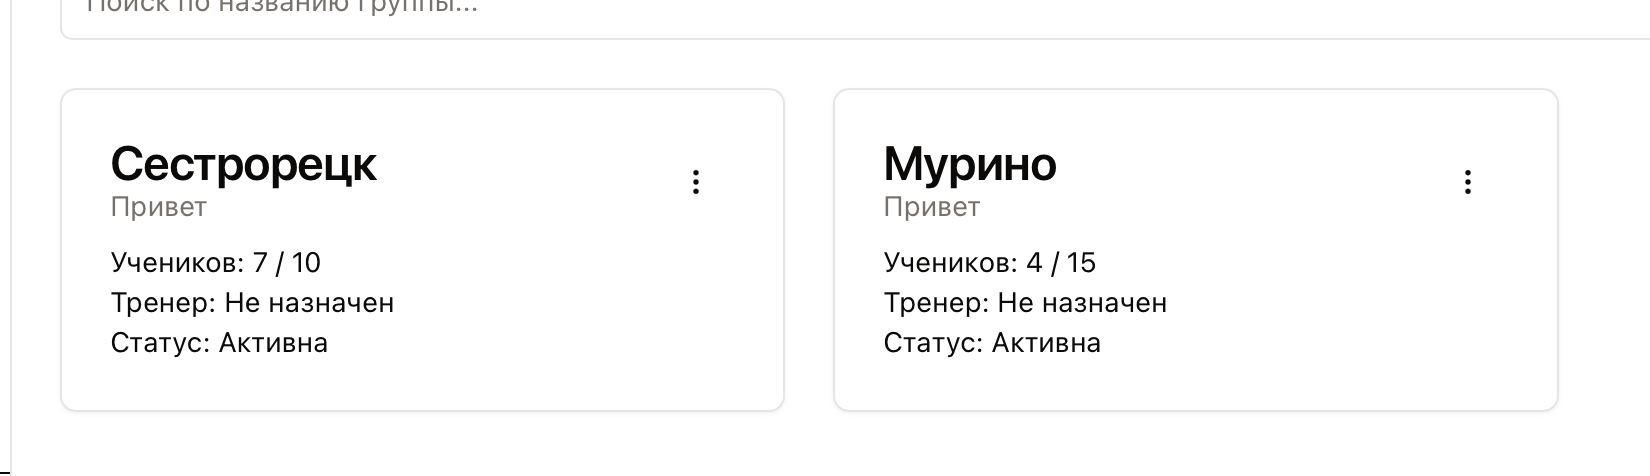 Поиск по названию группы...
Сестрорецк
Привет
Учеников: 7 / 10
Тренер: Не назначен
Статус: Активна
Мурино
Привет
Учеников: 4 / 15
Тренер: Не назначен
Статус: Активна